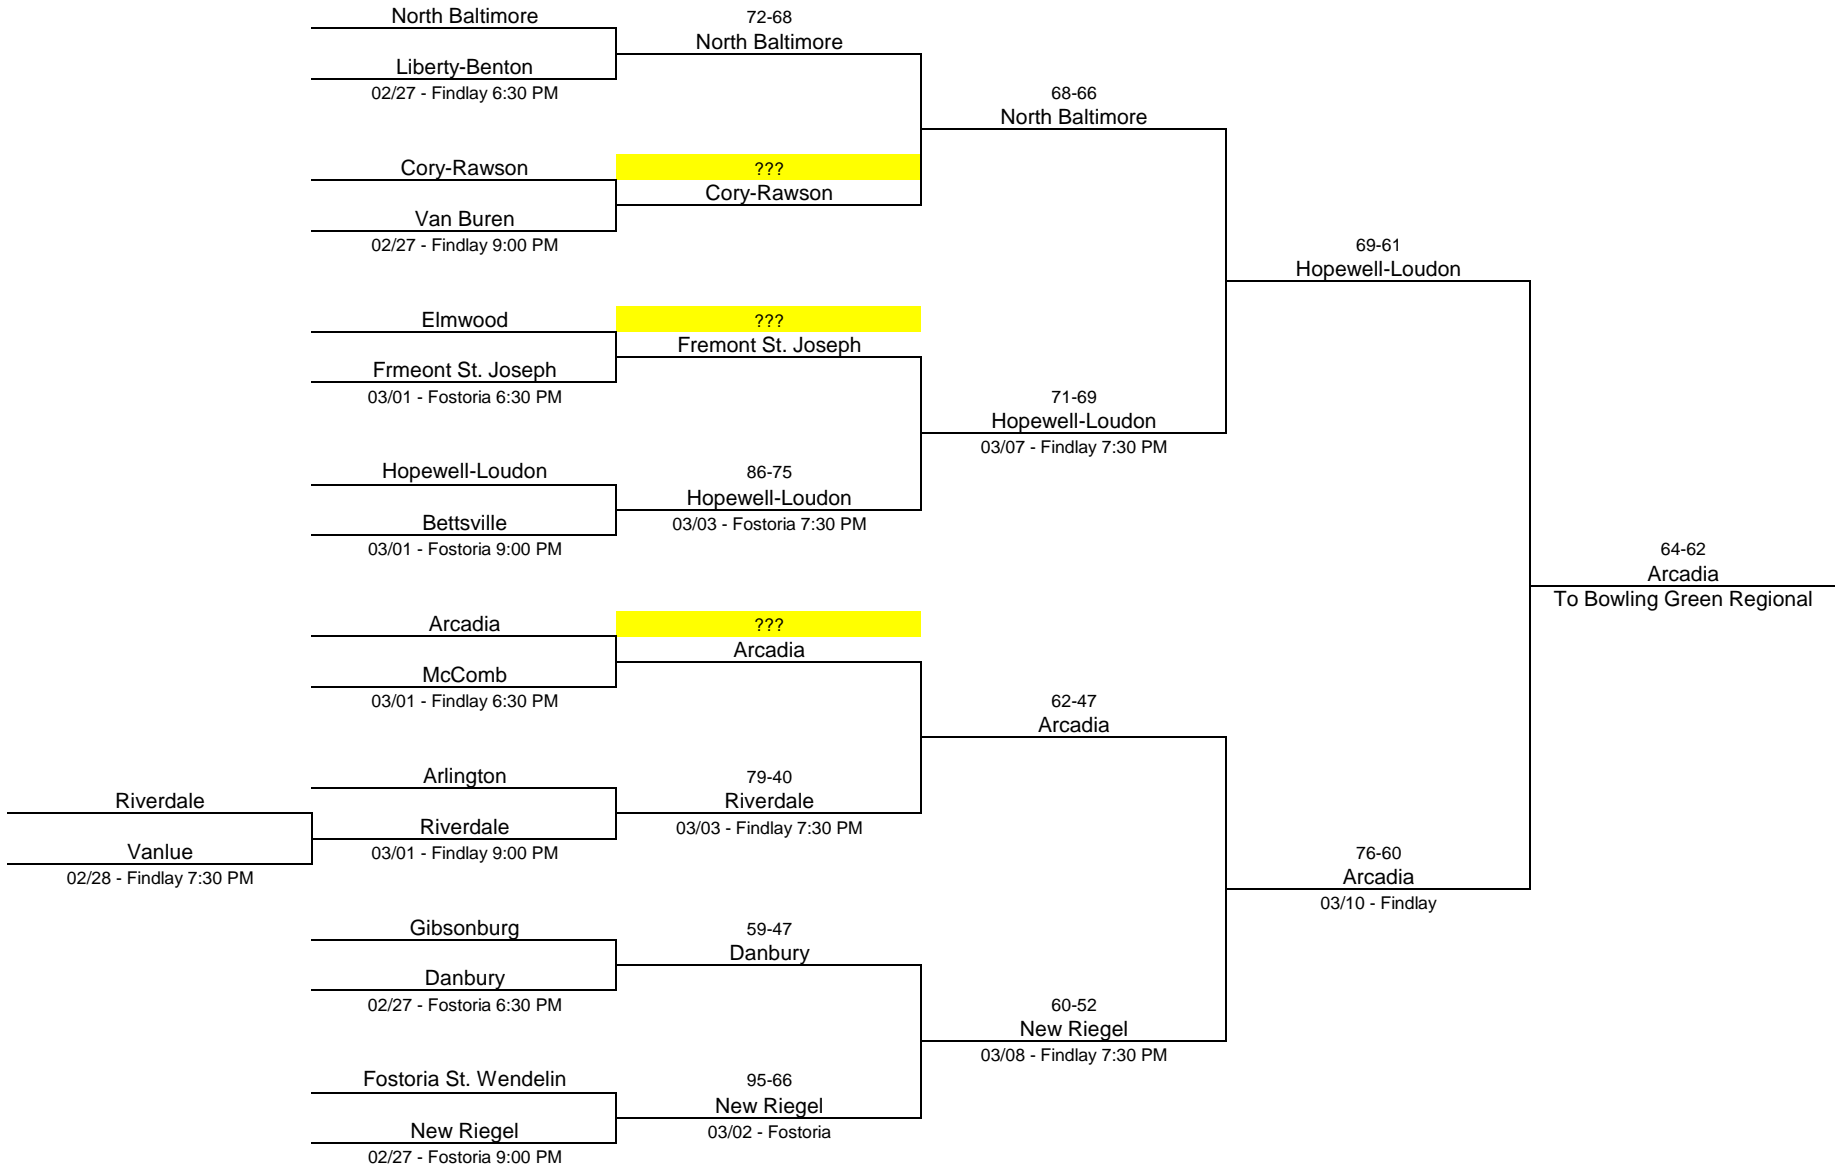 North Baltimore
72-68
North Baltimore
Liberty-Benton
02/27 - Findlay 6:30 PM
68-66
North Baltimore
Cory-Rawson
???
Cory-Rawson
Van Buren
02/27 - Findlay 9:00 PM
69-61
Hopewell-Loudon
Elmwood
???
Fremont St. Joseph
Frmeont St. Joseph
03/01 - Fostoria 6:30 PM
71-69
Hopewell-Loudon
03/07 - Findlay 7:30 PM
Hopewell-Loudon
86-75
Hopewell-Loudon
Bettsville
03/03 - Fostoria 7:30 PM
03/01 - Fostoria 9:00 PM
64-62
Arcadia
To Bowling Green Regional
Arcadia
???
Arcadia
McComb
03/01 - Findlay 6:30 PM
62-47
Arcadia
Arlington
79-40
Riverdale
Riverdale
Riverdale
03/03 - Findlay 7:30 PM
Vanlue
03/01 - Findlay 9:00 PM
76-60
Arcadia
02/28 - Findlay 7:30 PM
03/10 - Findlay
Gibsonburg
59-47
Danbury
Danbury
02/27 - Fostoria 6:30 PM
60-52
New Riegel
03/08 - Findlay 7:30 PM
Fostoria St. Wendelin
95-66
New Riegel
New Riegel
03/02 - Fostoria
02/27 - Fostoria 9:00 PM